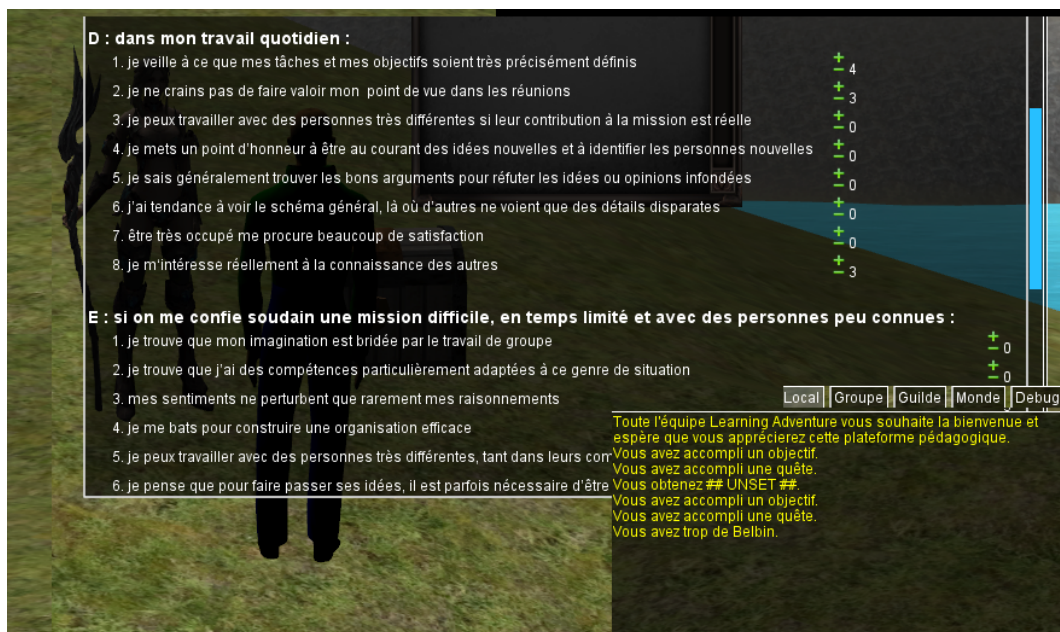 D : dans mon travail quotidien :
1. je veille à ce que mes tâches et mes objectifs soient très précisément définis + - 4
2. je ne crains pas de faire valoir mon point de vue dans les réunions + - 3
3. je peux travailler avec des personnes très différentes si leur contribution à la mission est réelle + - 0
4. je mets un point d'honneur à être au courant des idées nouvelles et à identifier les personnes nouvelles + - 0
5. je sais généralement trouver les bons arguments pour réfuter les idées ou opinions infondées + - 0
6. j'ai tendance à voir le schéma général, là où d'autres ne voient que des détails disparates + - 0
7. être très occupé me procure beaucoup de satisfaction + - 0
8. je m'intéresse réellement à la connaissance des autres + - 3
E : si on me confie soudain une mission difficile, en temps limité et avec des personnes peu connues :
1. je trouve que mon imagination est bridée par le travail de groupe + - 0
2. je trouve que j'ai des compétences particulièrement adaptées à ce genre de situation + - 0
3. mes sentiments ne perturbent que rarement mes raisonnements
4. je me bats pour construire une organisation efficace
5. je peux travailler avec des personnes très différentes, tant dans leurs com
6. je pense que pour faire passer ses idées, il est parfois nécessaire d'être
Local Groupe Guilde Monde Debug
Toute l'équipe Learning Adventure vous souhaite la bienvenue et
espère que vous apprécierez cette plateforme pédagogique.
Vous avez accompli un objectif.
Vous avez accompli une quête.
Vous obtenez ## UNSET ##.
Vous avez accompli un objectif.
Vous avez accompli une quête.
Vous avez trop de Belbin.